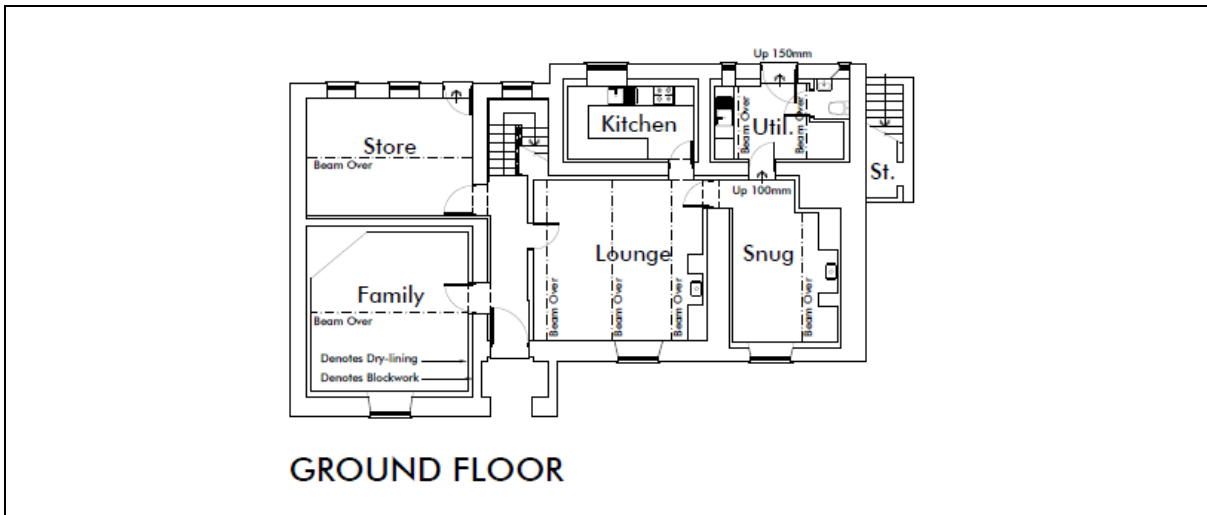 Up 150mm
Store
Beam Over
Kitchen
Beam Over
Util.
Beam Over
St.
Up 100mm
Lounge
Snug
Family
Beam Over
Beam Over
Beam Over
Beam Over
Beam Over
Denotes Dry-lining
Denotes Blockwork
GROUND FLOOR